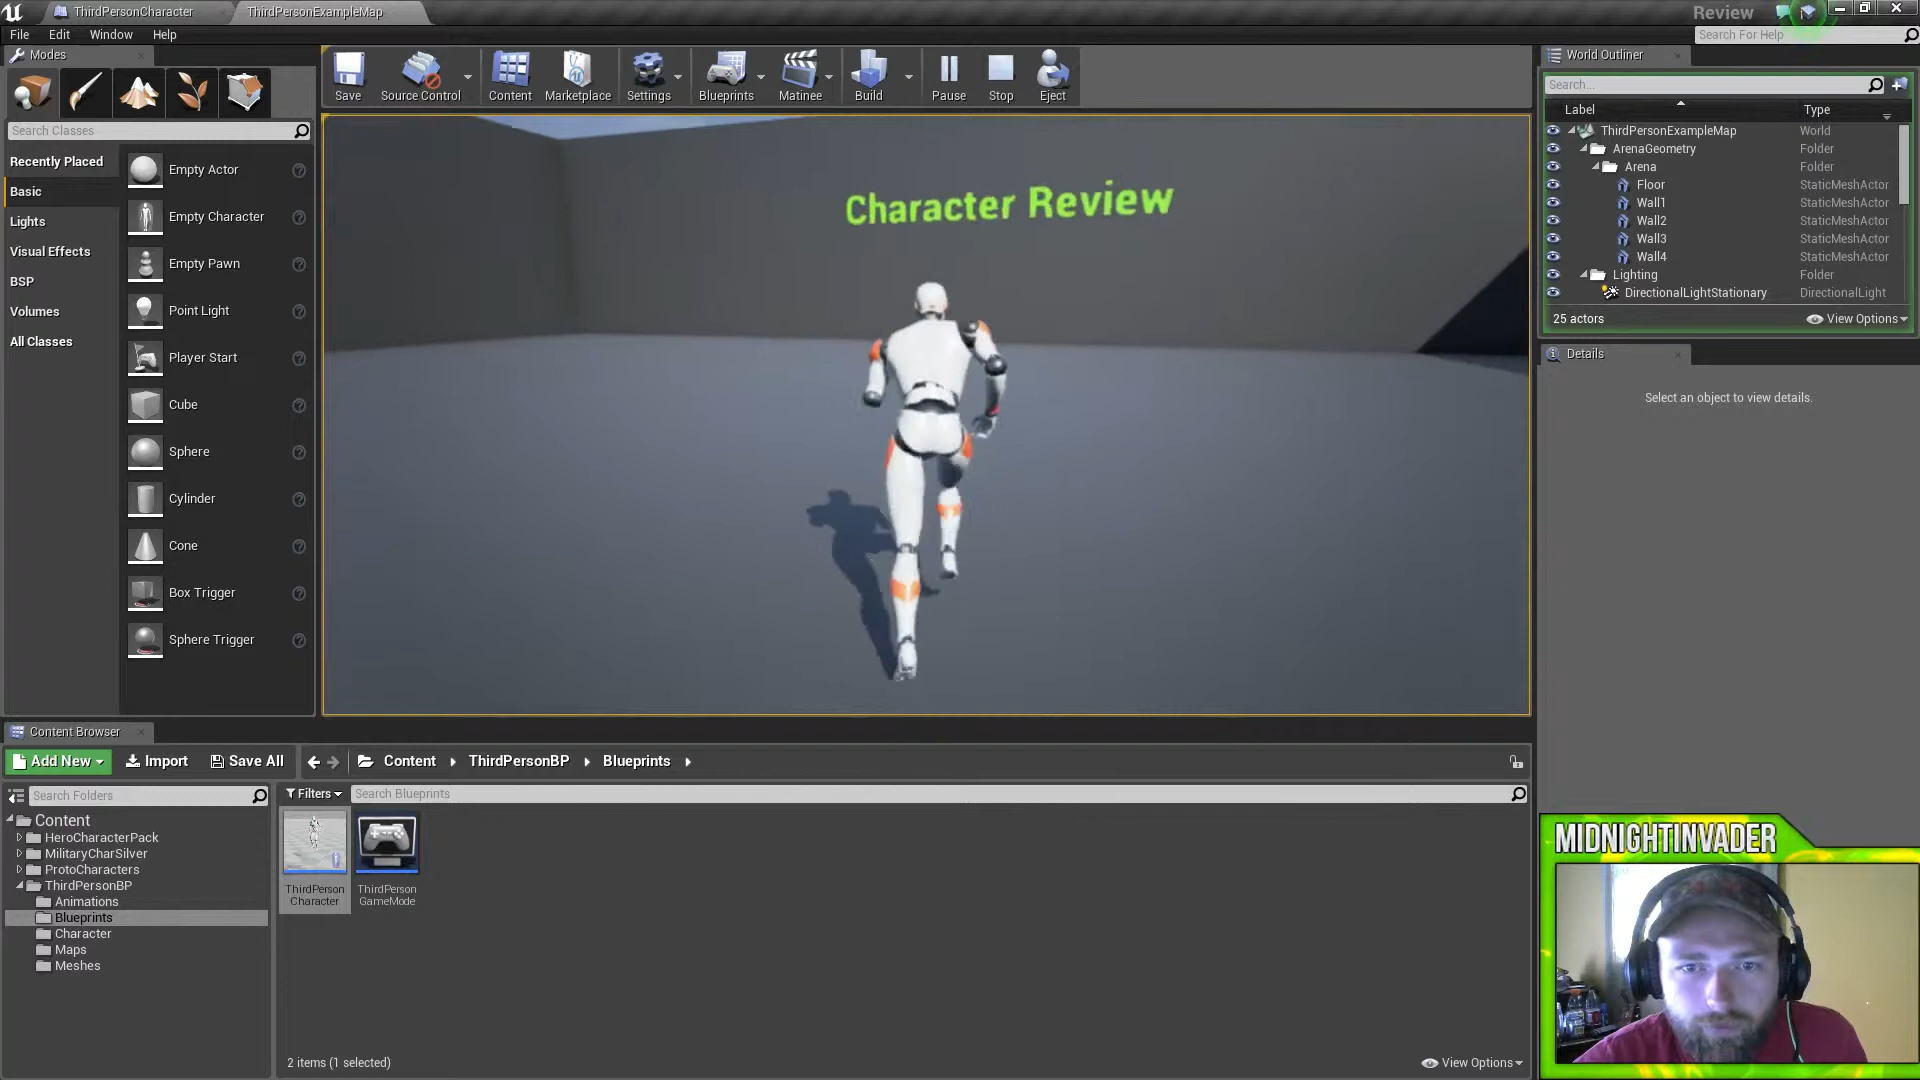 ThirdPersonCharacter
ThirdPersonExampleMap
Review
File Edit Window Help
Search For Help
Modes
Search Classes
Recently Placed
Basic
Lights
Visual Effects
BSP
Volumes
All Classes
Empty Actor
Empty Character
Empty Pawn
Point Light
Player Start
Cube
Sphere
Cylinder
Cone
Box Trigger
Sphere Trigger
Save Source Control Content Marketplace Settings Blueprints Matinee Build Pause Stop Eject
Character Review
World Outliner
Search...
Label Type
ThirdPersonExampleMap World
ArenaGeometry Folder
Arena Folder
Floor StaticMeshActor
Wall1 StaticMeshActor
Wall2 StaticMeshActor
Wall3 StaticMeshActor
Wall4 StaticMeshActor
Lighting Folder
DirectionalLightStationary DirectionalLight
25 actors View Options
Details
Select an object to view details.
Content Browser
Add New Import Save All Content ThirdPersonBP Blueprints
Search Folders
Filters Search Blueprints
Content
HeroCharacterPack
MilitaryCharSilver
ProtoCharacters
ThirdPersonBP
Animations
Blueprints
Character
Maps
Meshes
ThirdPerson
Character
ThirdPerson
GameMode
2 items (1 selected) View Options
MIDNIGHTINVADER